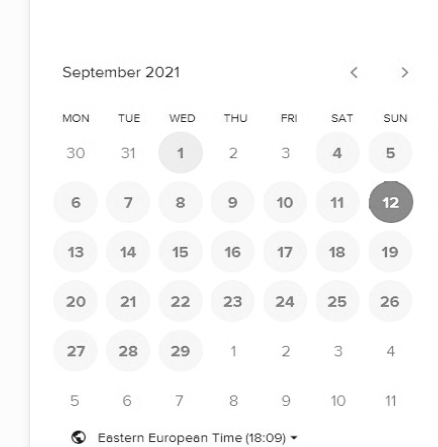 September 2021 < >
MON TUE WED THU FRI SAT SUN
30 31 1 2 3 4 5
6 7 8 9 10 11 12
13 14 15 16 17 18 19
20 21 22 23 24 25 26
27 28 29 1 2 3 4
5 6 7 8 9 10 11
Eastern European Time (18:09)